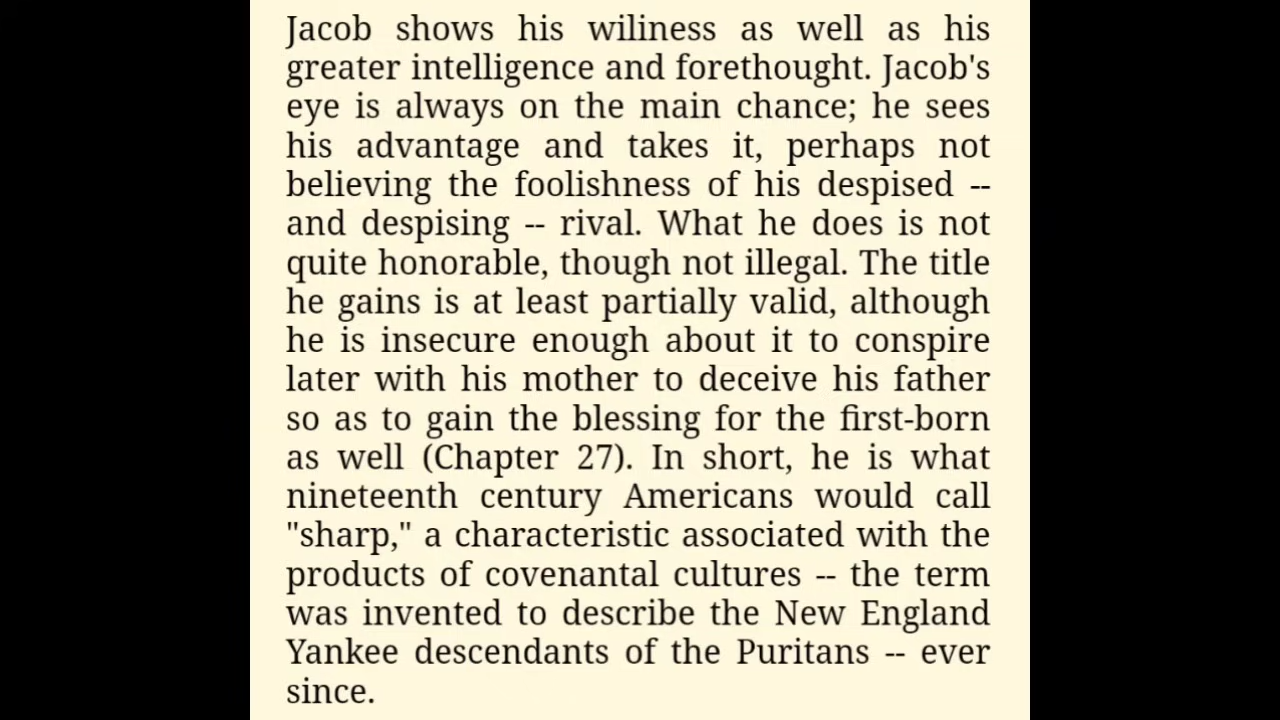 Jacob shows his wiliness as well as his
greater intelligence and forethought. Jacob's
eye is always on the main chance; he sees
his advantage and takes it, perhaps not
believing the foolishness of his despised --
and despising -- rival. What he does is not
quite honorable, though not illegal. The title
he gains is at least partially valid, although
he is insecure enough about it to conspire
later with his mother to deceive his father
so as to gain the blessing for the first-born
as well (Chapter 27). In short, he is what
nineteenth century Americans would call
"sharp," a characteristic associated with the
products of covenantal cultures -- the term
was invented to describe the New England
Yankee descendants of the Puritans -- ever
since.